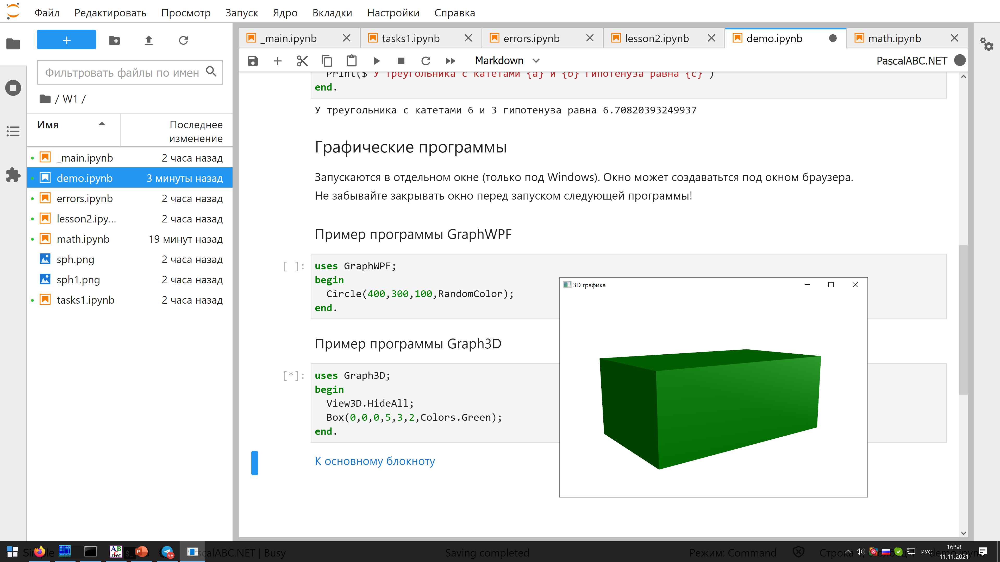 Файл Редактировать Просмотр Запуск Ядро Вкладки Настройки Справка
_main.ipynb tasks1.ipynb errors.ipynb lesson2.ipynb demo.ipynb math.ipynb
Markdown PascalABC.NET
Фильтровать файлы по имен
/ W1 /
Имя Последнее
изменение
_main.ipynb 2 часа назад
demo.ipynb 3 минуты назад
errors.ipynb 2 часа назад
lesson2.ipy... 2 часа назад
math.ipynb 19 минут назад
sph.png 2 часа назад
sph1.png 2 часа назад
tasks1.ipynb 2 часа назад
Print($ У треугольника с катетами {a} и {b} гипотенуза равна {c} )
end.
У треугольника с катетами 6 и 3 гипотенуза равна 6.70820393249937
Графические программы
Запускаются в отдельном окне (только под Windows). Окно может создаватьтся под окном браузера.
Не забывайте закрывать окно перед запуском следующей программы!
Пример программы GraphWPF
[ ]:
uses GraphWPF;
begin
Circle(400,300,100,RandomColor);
end.
Пример программы Graph3D
[*]:
uses Graph3D;
begin
View3D.HideAll;
Box(0,0,0,5,3,2,Colors.Green);
end.
К основному блокноту
3D графика
ABC .net P 98 | Busy Saving completed Режим: Command РУС
16:58
11.11.2021